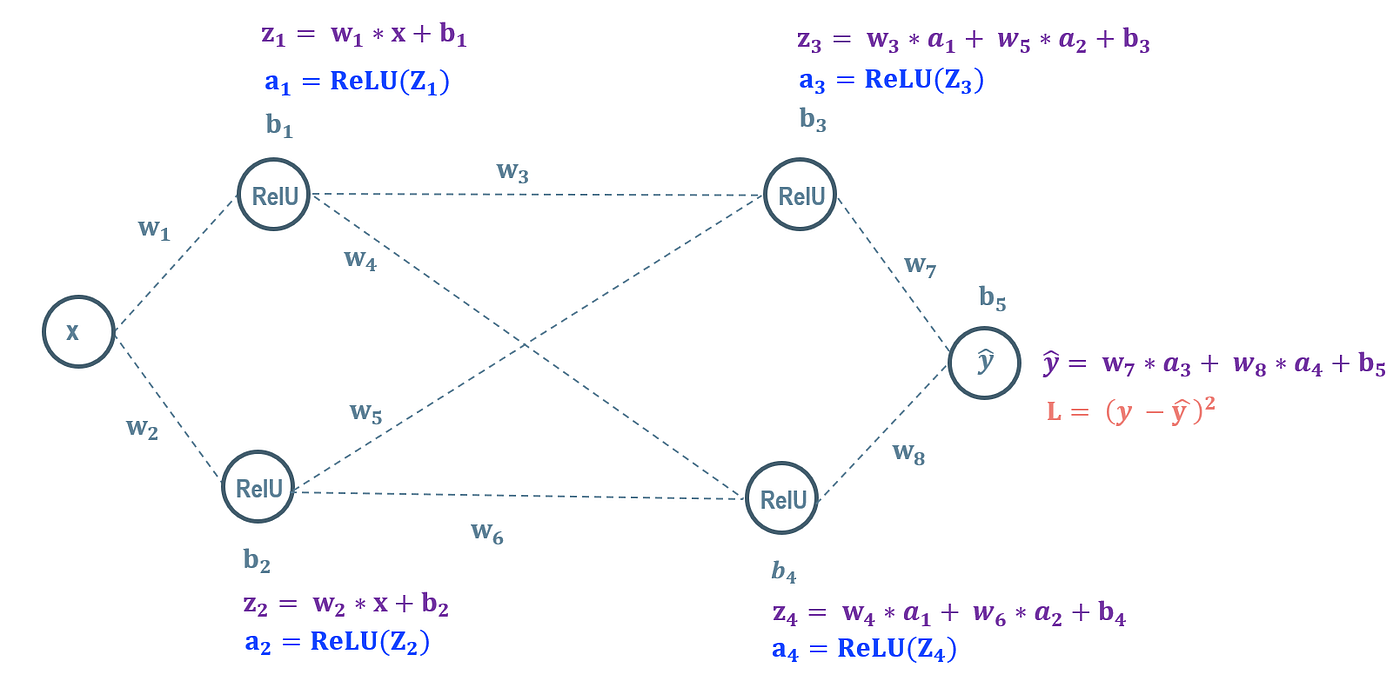 z₁ = w₁ * x + b₁
a₁ = ReLU(Z₁)
b₁
z₃ = w₃ * a₁ + w₅ * a₂ + b₃
a₃ = ReLU(Z₃)
b₃
RelU
w₃
RelU
w₁
w₄
w₇
b₅
x
ŷ
ŷ = w₇ * a₃ + w₈ * a₄ + b₅
L = (y − ŷ)²
w₂
w₅
w₈
RelU
RelU
w₆
b₂
z₂ = w₂ * x + b₂
a₂ = ReLU(Z₂)
b₄
z₄ = w₄ * a₁ + w₆ * a₂ + b₄
a₄ = ReLU(Z₄)